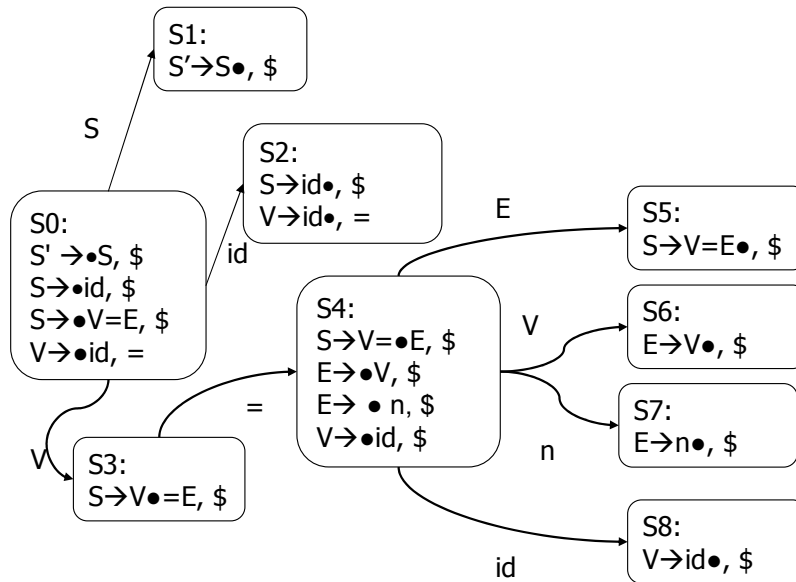 S1:
S′→S●, $
S
S2:
S→id●, $
V→id●, =
id
S0:
S' →●S, $
S→●id, $
S→●V=E, $
V→●id, =
V
S3:
S→V●=E, $
=
S4:
S→V=●E, $
E→●V, $
E→ ● n, $
V→●id, $
E
S5:
S→V=E●, $
V
S6:
E→V●, $
n
S7:
E→n●, $
id
S8:
V→id●, $